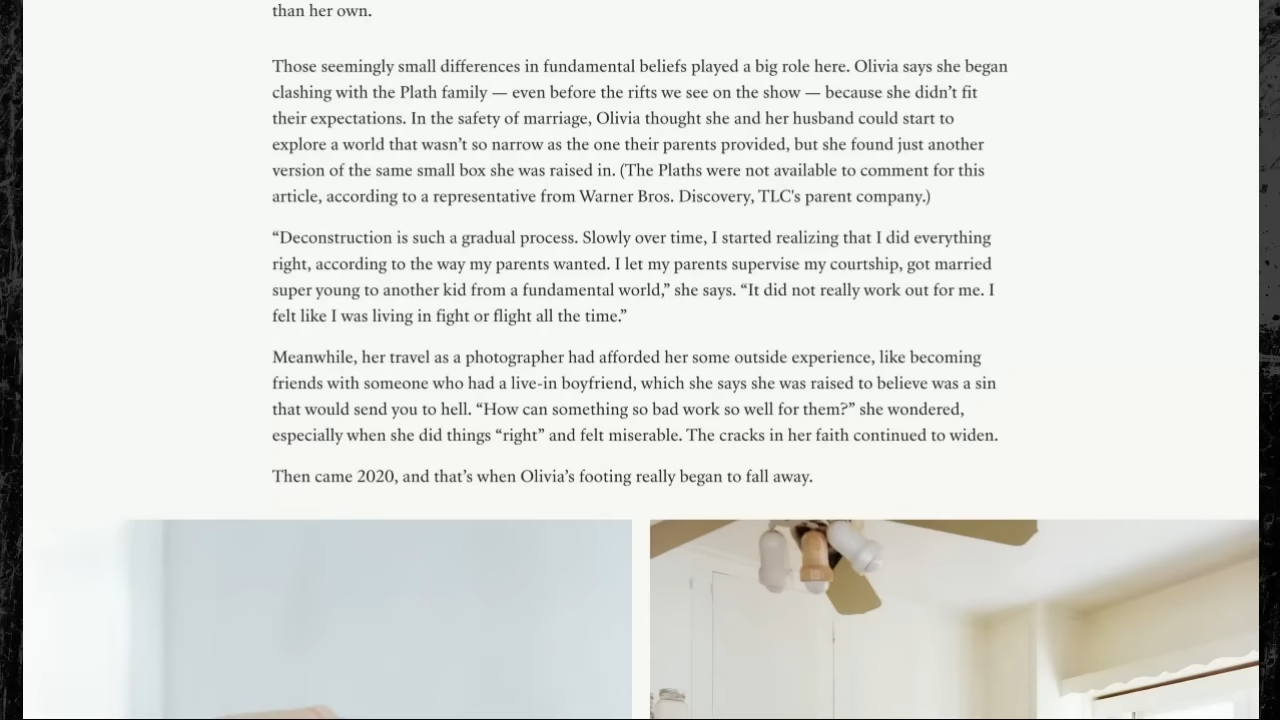 than her own.
Those seemingly small differences in fundamental beliefs played a big role here. Olivia says she began
clashing with the Plath family — even before the rifts we see on the show — because she didn’t fit
their expectations. In the safety of marriage, Olivia thought she and her husband could start to
explore a world that wasn’t so narrow as the one their parents provided, but she found just another
version of the same small box she was raised in. (The Plaths were not available to comment for this
article, according to a representative from Warner Bros. Discovery, TLC's parent company.)
“Deconstruction is such a gradual process. Slowly over time, I started realizing that I did everything
right, according to the way my parents wanted. I let my parents supervise my courtship, got married
super young to another kid from a fundamental world,” she says. “It did not really work out for me. I
felt like I was living in fight or flight all the time.”
Meanwhile, her travel as a photographer had afforded her some outside experience, like becoming
friends with someone who had a live-in boyfriend, which she says she was raised to believe was a sin
that would send you to hell. “How can something so bad work so well for them?” she wondered,
especially when she did things “right” and felt miserable. The cracks in her faith continued to widen.
Then came 2020, and that’s when Olivia’s footing really began to fall away.